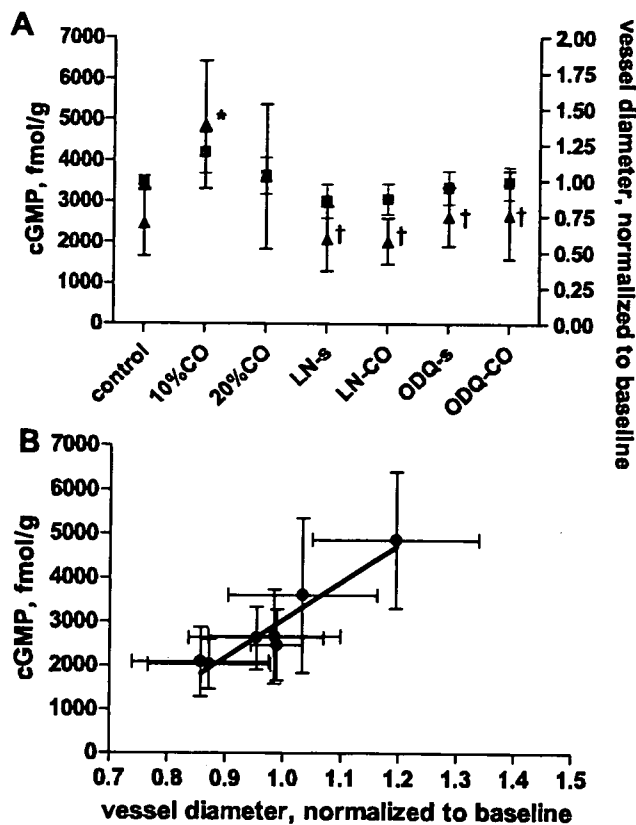 A
7000
6000
5000
4000
3000
2000
1000
0
cGMP, fmol/g
2.00
1.75
1.50
1.25
1.00
0.75
0.50
0.25
0.00
vessel diameter, normalized to baseline
*
†
†
†
†
control
10%CO
20%CO
LN-s
LN-CO
ODQ-s
ODQ-CO
B
7000
6000
5000
4000
3000
2000
1000
0
cGMP, fmol/g
0.7 0.8 0.9 1.0 1.1 1.2 1.3 1.4 1.5
vessel diameter, normalized to baseline